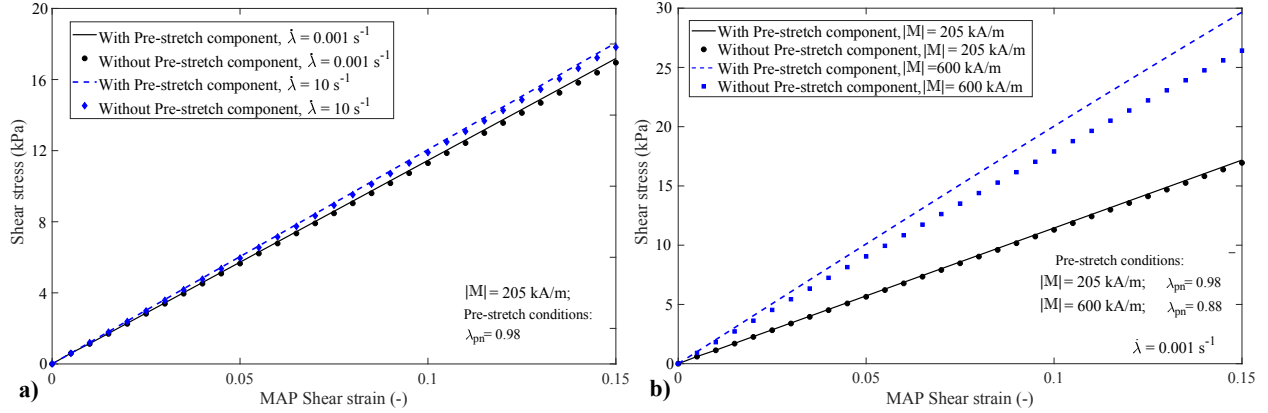 With Pre-stretch component, λ̇ = 0.001 s⁻¹
Without Pre-stretch component, λ̇ = 0.001 s⁻¹
With Pre-stretch component, λ̇ = 10 s⁻¹
Without Pre-stretch component, λ̇ = 10 s⁻¹
20
16
12
8
4
0
Shear stress (kPa)
|M| = 205 kA/m;
Pre-stretch conditions:
λpn= 0.98
0
0.05
0.1
0.15
MAP Shear strain (-)
a)
With Pre-stretch component, |M| = 205 kA/m
Without Pre-stretch component, |M| = 205 kA/m
With Pre-stretch component, |M| =600 kA/m
Without Pre-stretch component, |M| = 600 kA/m
30
25
20
15
10
5
0
Shear stress (kPa)
Pre-stretch conditions:
|M| = 205 kA/m; λpn= 0.98
|M| = 600 kA/m; λpn= 0.88
λ̇ = 0.001 s⁻¹
0
0.05
0.1
0.15
MAP Shear strain (-)
b)